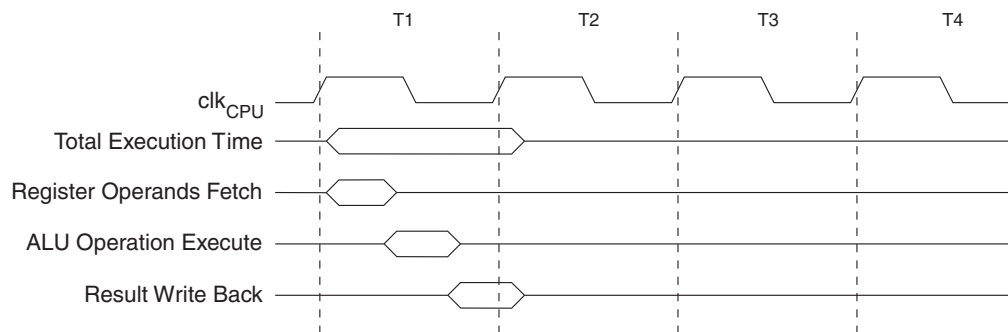 T1 T2 T3 T4
clkCPU
Total Execution Time
Register Operands Fetch
ALU Operation Execute
Result Write Back